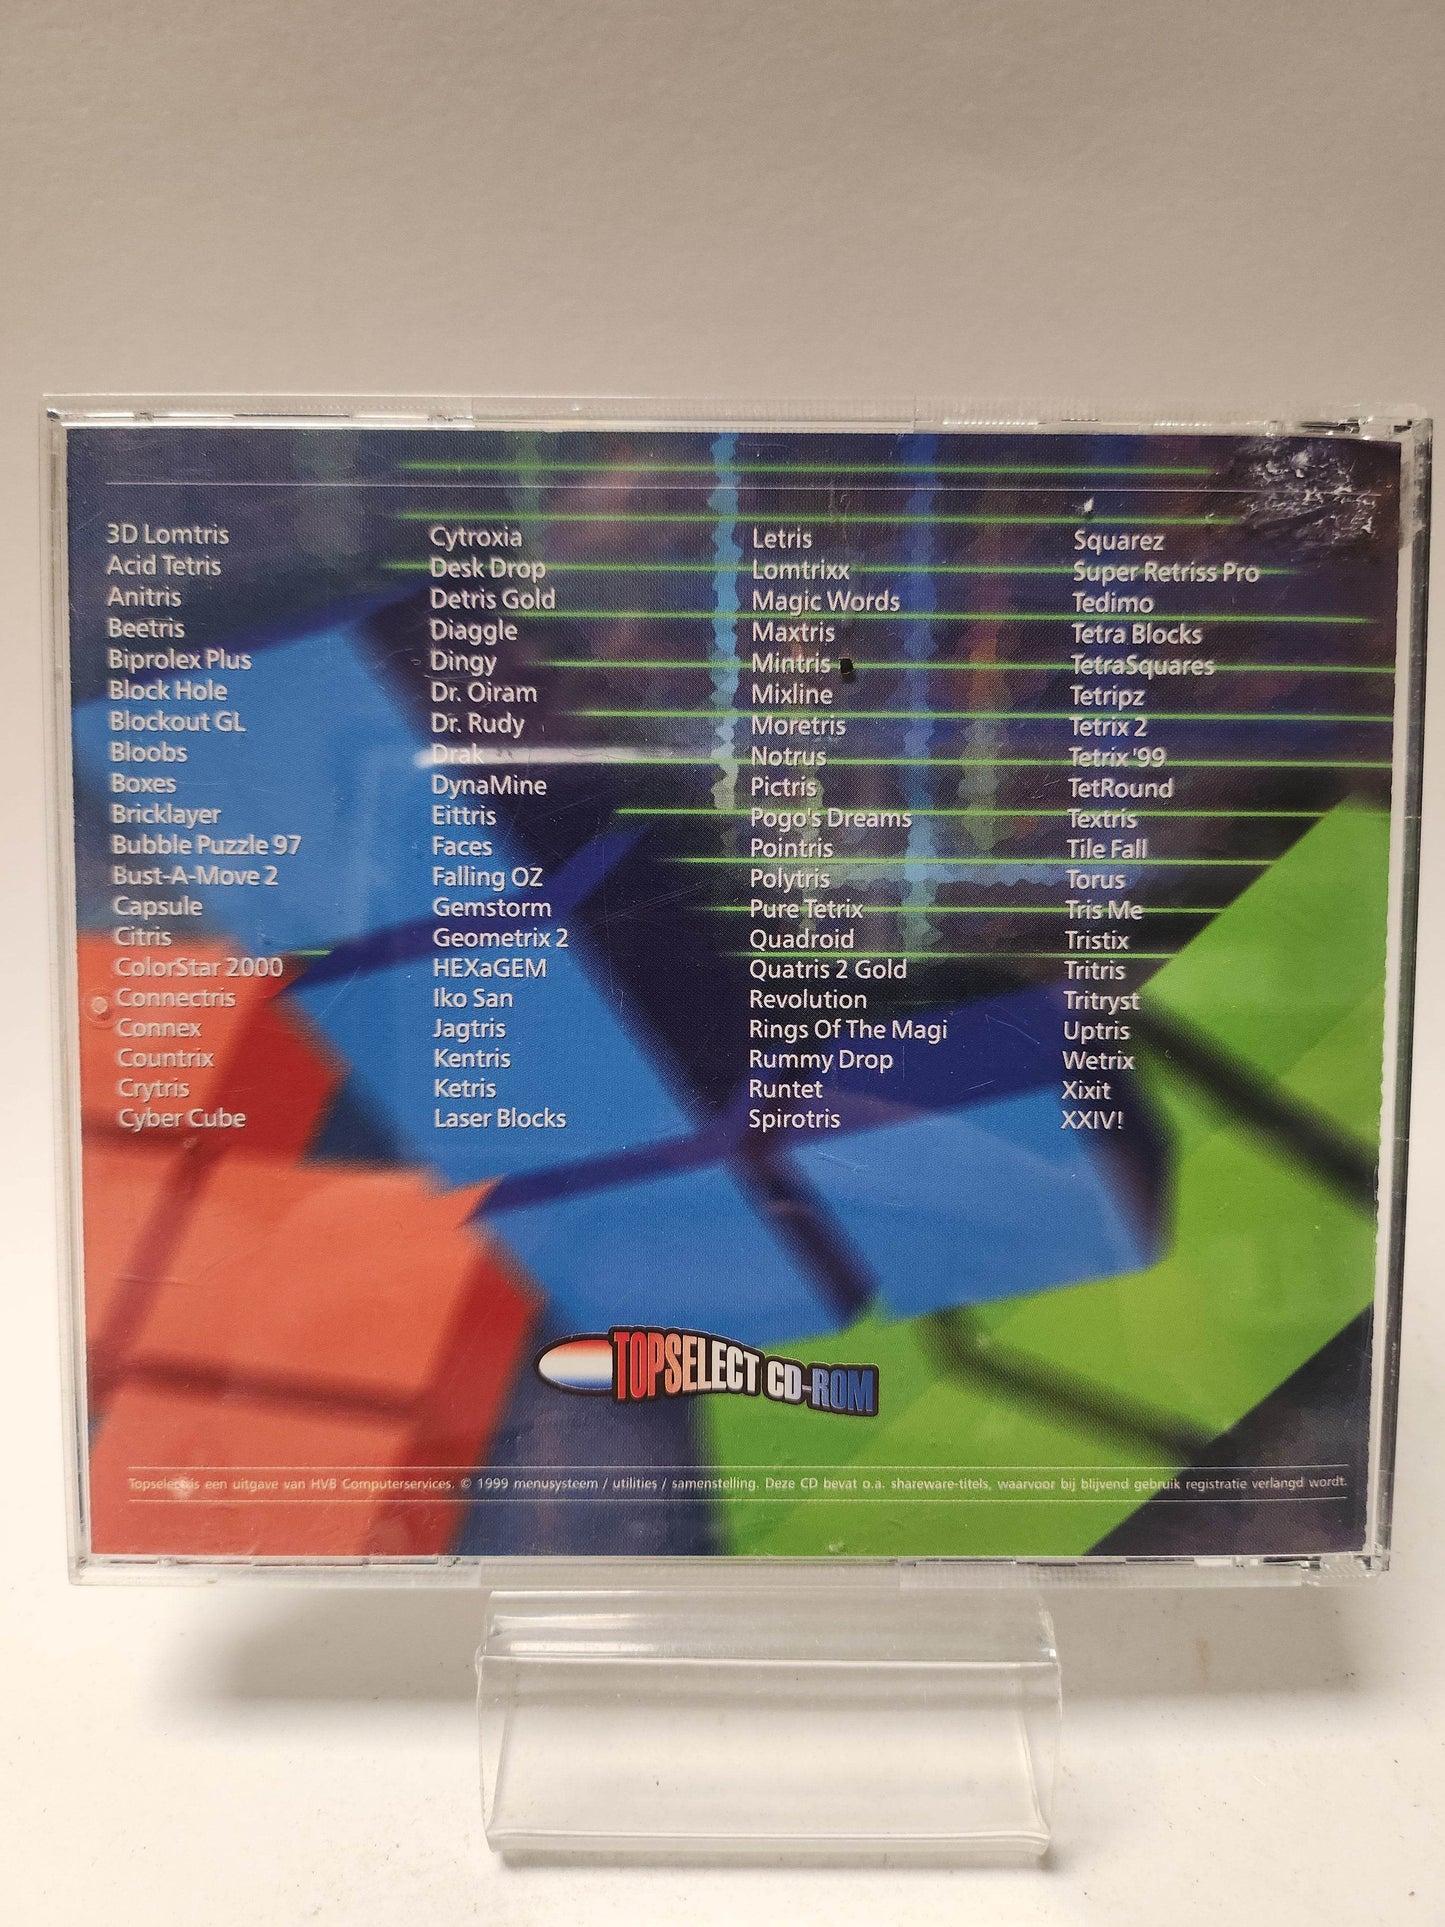 3D Lomtris
Acid Tetris
Anitris
Beetris
Biprolex Plus
Block Hole
Blockout GL
Bloobs
Boxes
Bricklayer
Bubble Puzzle 97
Bust-A-Move 2
Capsule
Citris
ColorStar 2000
Connectris
Connex
Countrix
Crytris
Cyber Cube
Cytroxia
Desk Drop
Detris Gold
Diaggle
Dingy
Dr. Oiram
Dr. Rudy
Drak
DynaMine
Eittris
Faces
Falling OZ
Gemstorm
Geometrix 2
HEXaGEM
Iko San
Jagtris
Kentris
Ketris
Laser Blocks
Letris
Lomtrixx
Magic Words
Maxtris
Mintris
Mixline
Moretris
Notrus
Pictris
Pogo's Dreams
Pointris
Polytris
Pure Tetrix
Quadroid
Quatris 2 Gold
Revolution
Rings Of The Magi
Rummy Drop
Runtet
Spirotris
Squarez
Super Retriss Pro
Tedimo
Tetra Blocks
TetraSquares
Tetripz
Tetrix 2
Tetrix '99
TetRound
Textris
Tile Fall
Torus
Tris Me
Tristix
Tritris
Tritryst
Uptris
Wetrix
Xixit
XXIV!
TOPSELECT CD-ROM
een uitgave van HVB Computerservices. © 1999 menusysteem / utilities / samenstelling. Deze CD bevat o.a. shareware-titels, waarvoor bij blijvend gebruik registratie verlangd wordt.